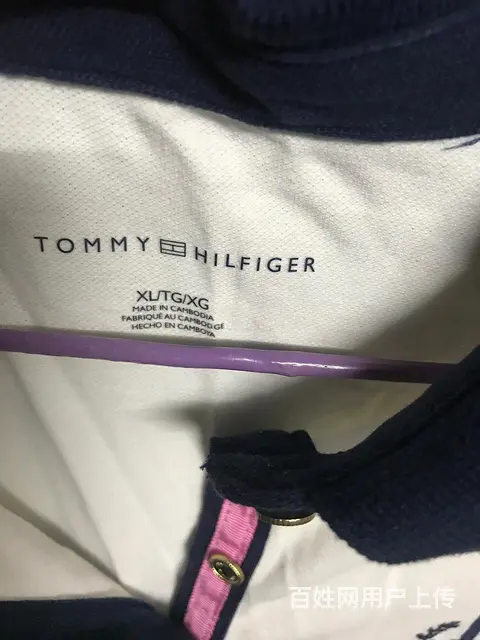 TOMMY HILFIGER
XL/TG/XG
MADE IN CAMBODIA
FABRIQUÉ AU CAMBODGE
HECHO EN CAMBOYA
百姓网用户上传